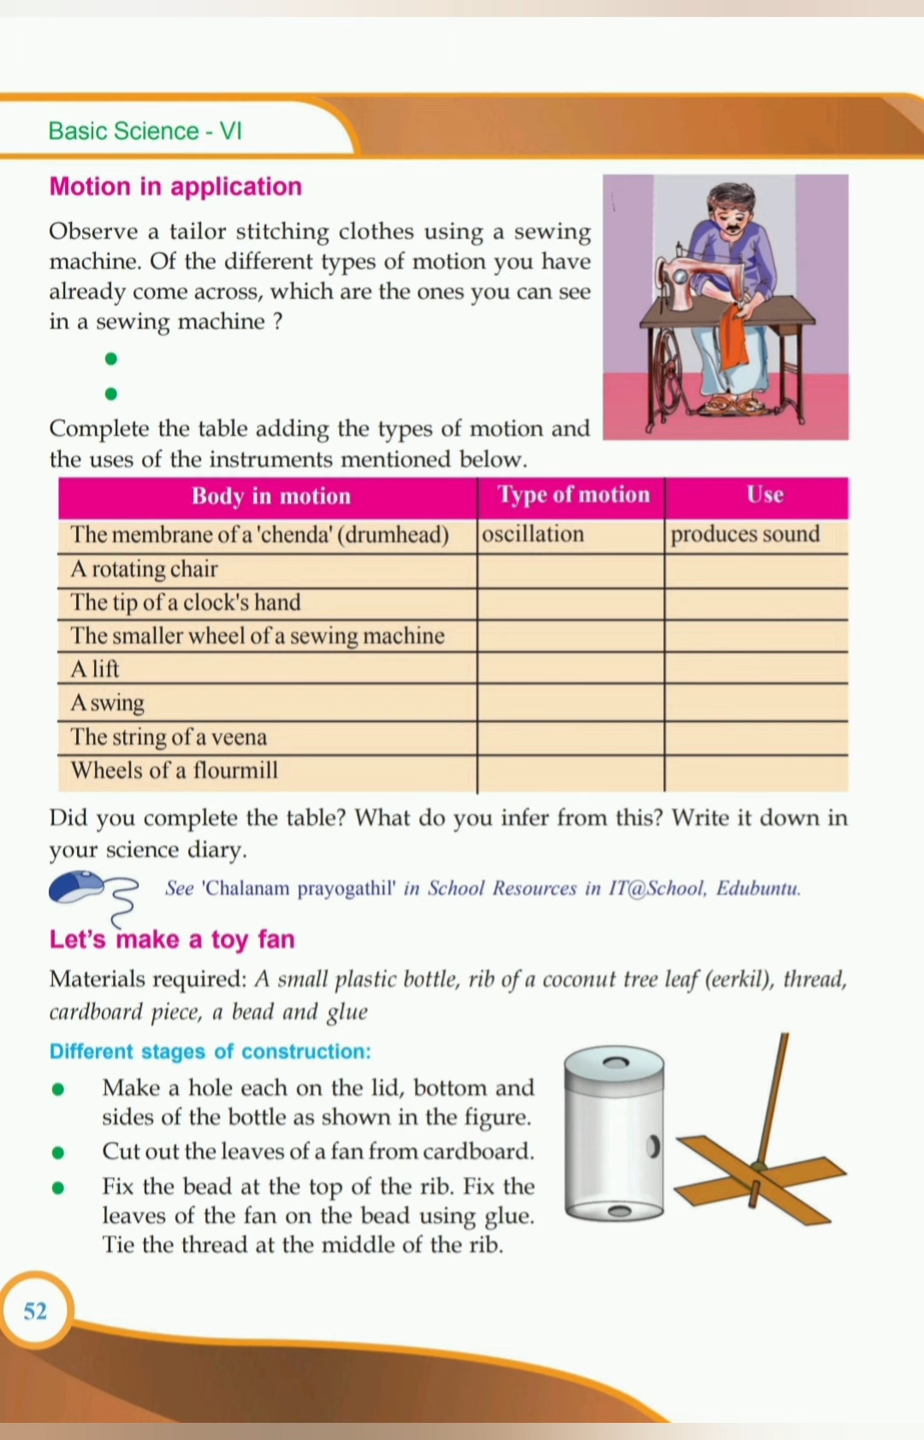 Basic Science - VI
Motion in application
Observe a tailor stitching clothes using a sewing
machine. Of the different types of motion you have
already come across, which are the ones you can see
in a sewing machine ?
Complete the table adding the types of motion and
the uses of the instruments mentioned below.
Body in motion Type of motion Use
The membrane of a 'chenda' (drumhead) oscillation produces sound
A rotating chair
The tip of a clock's hand
The smaller wheel of a sewing machine
A lift
A swing
The string of a veena
Wheels of a flourmill
Did you complete the table? What do you infer from this? Write it down in
your science diary.
See 'Chalanam prayogathil' in School Resources in IT@School, Edubuntu.
Let's make a toy fan
Materials required: A small plastic bottle, rib of a coconut tree leaf (eerkil), thread,
cardboard piece, a bead and glue
Different stages of construction:
Make a hole each on the lid, bottom and
sides of the bottle as shown in the figure.
Cut out the leaves of a fan from cardboard.
Fix the bead at the top of the rib. Fix the
leaves of the fan on the bead using glue.
Tie the thread at the middle of the rib.
52